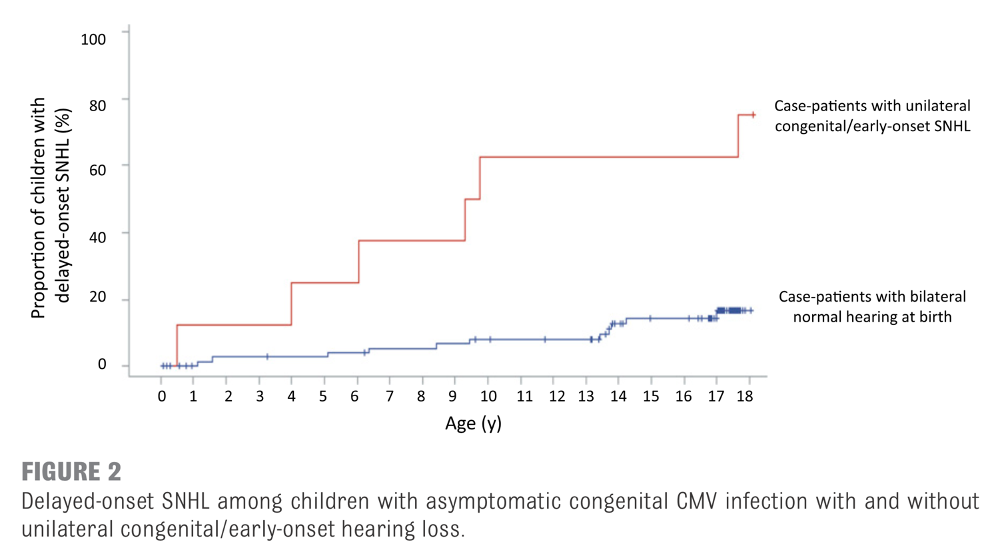 100
80
60
40
20
0
Proportion of children with
delayed-onset SNHL (%)
Case-patients with unilateral
congenital/early-onset SNHL
Case-patients with bilateral
normal hearing at birth
0 1 2 3 4 5 6 7 8 9 10 11 12 13 14 15 16 17 18
Age (y)
FIGURE 2
Delayed-onset SNHL among children with asymptomatic congenital CMV infection with and without
unilateral congenital/early-onset hearing loss.